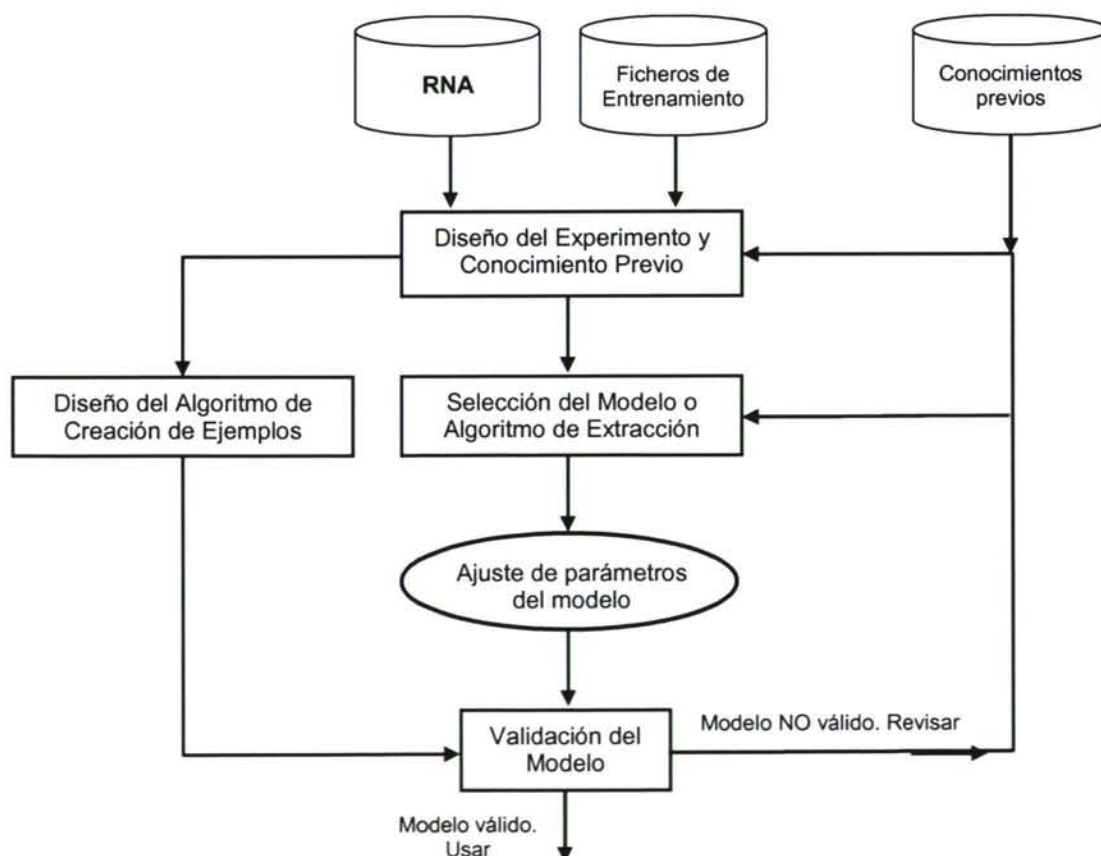 RNA
Ficheros de
Entrenamiento
Conocimientos
previos
Diseño del Experimento y
Conocimiento Previo
Diseño del Algoritmo de
Creación de Ejemplos
Selección del Modelo o
Algoritmo de Extracción
Ajuste de parámetros
del modelo
Validación del
Modelo
Modelo NO válido. Revisar
Modelo válido.
Usar